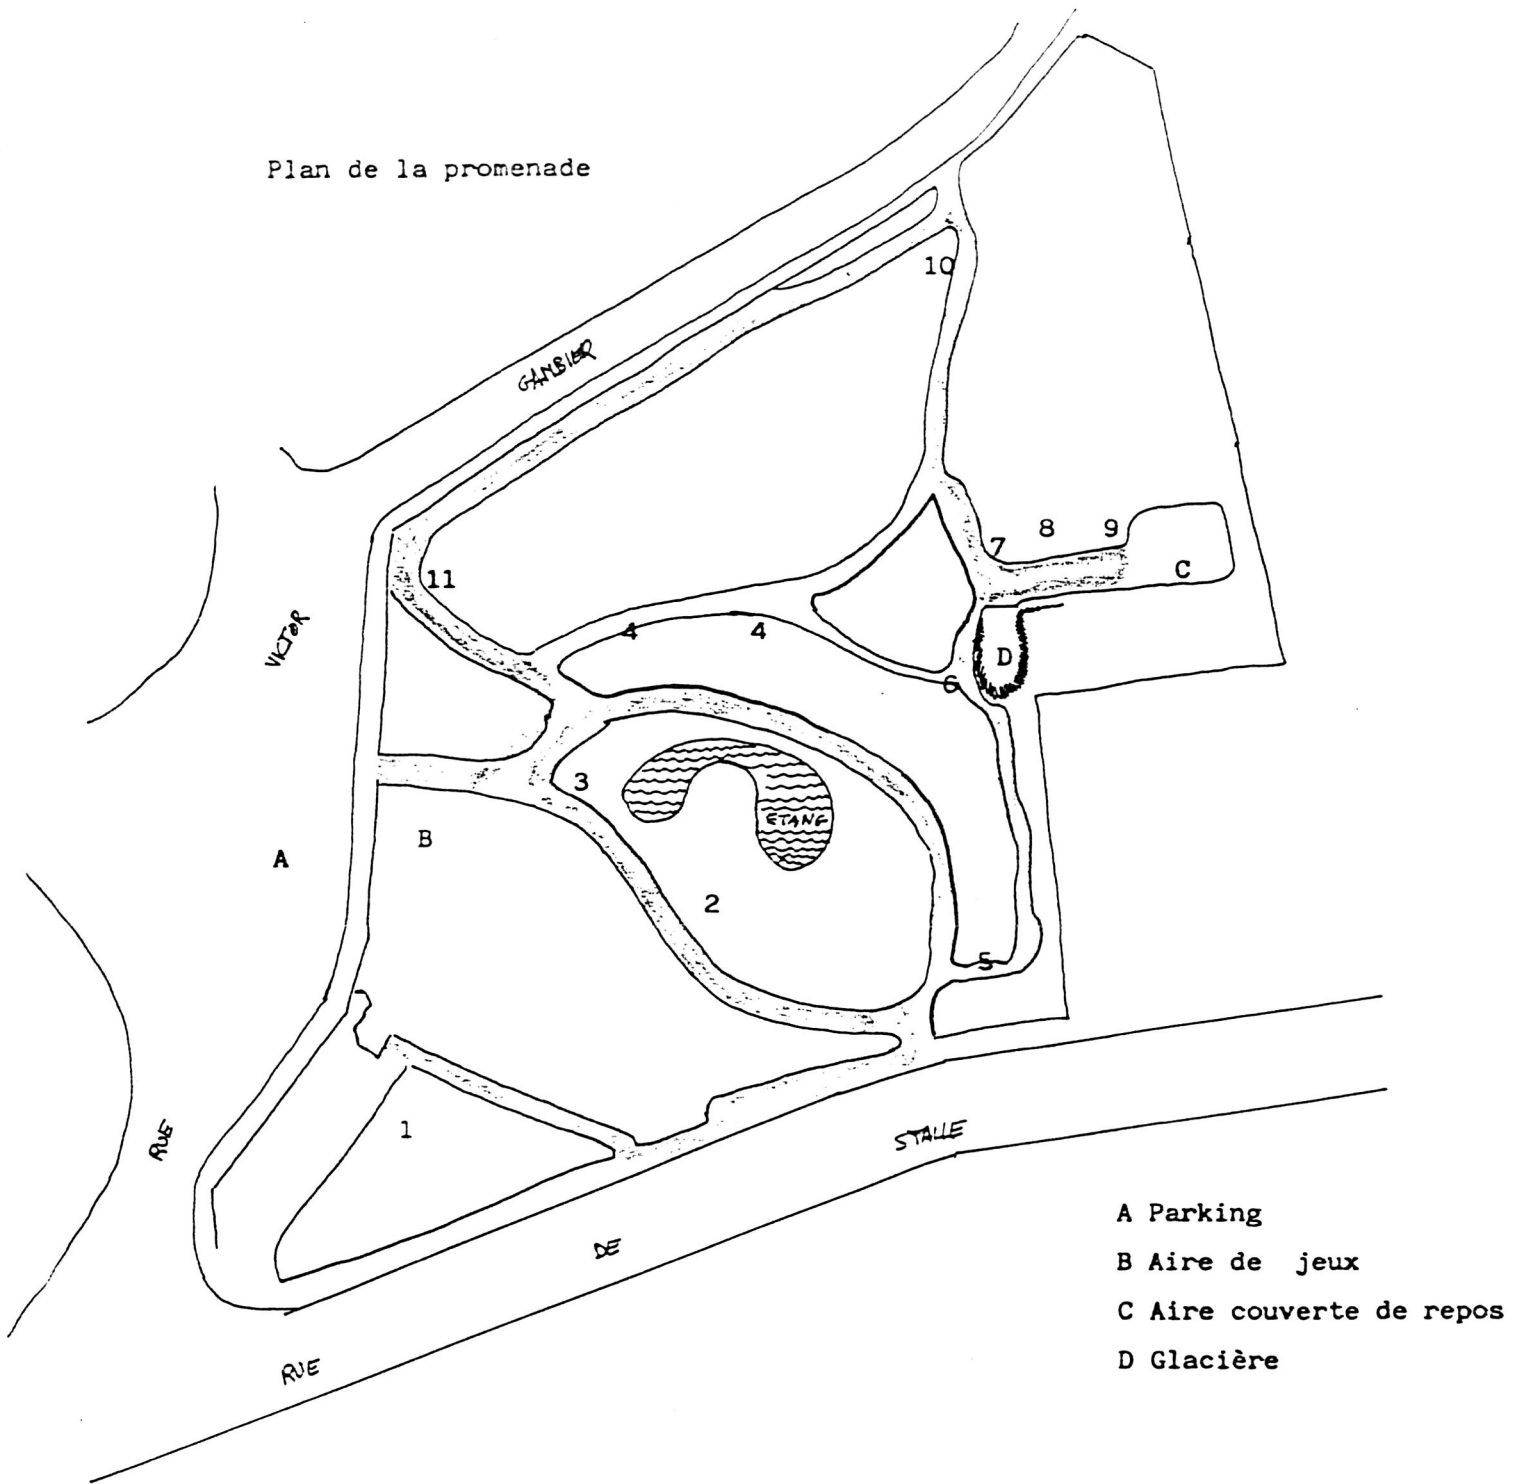 Plan de la promenade
10
GAMBIER
8
9
7
11
C
VICTOR
4
4
D
6
3
ETANG
B
A
2
5
1
RUE
STALLE
DE
RUE
A Parking
B Aire de jeux
C Aire couverte de repos
D Glacière